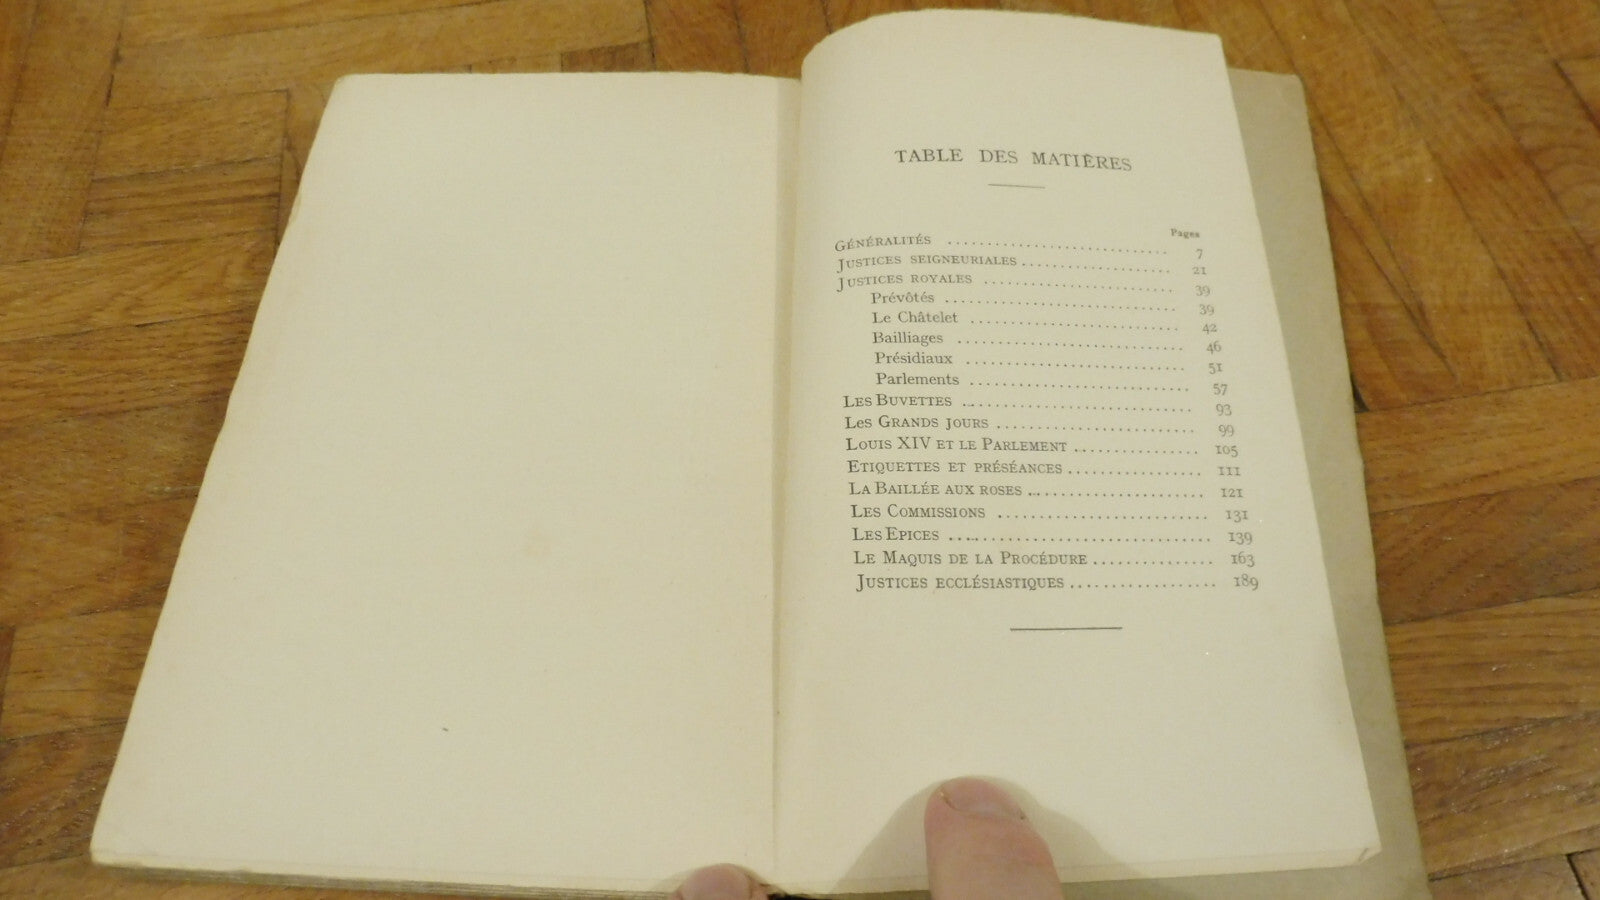 TABLE DES MATIÈRES
Pages
GÉNÉRALITÉS .............................. 7
JUSTICES SEIGNEURIALES .................... 21
JUSTICES ROYALES ......................... 39
Prévôtés .............................. 39
Le Châtelet ........................... 42
Bailliages ............................ 46
Présidiaux ............................ 51
Parlements ............................ 57
LES BUVETTES ............................. 93
LES GRANDS JOURS ......................... 99
LOUIS XIV ET LE PARLEMENT ................ 105
ETIQUETTES ET PRÉSÉANCES ................. 111
LA BAILLÉE AUX ROSES ..................... 121
LES COMMISSIONS .......................... 131
LES EPICES ............................... 139
LE MAQUIS DE LA PROCÉDURE ................ 163
JUSTICES ECCLÉSIASTIQUES ................. 189